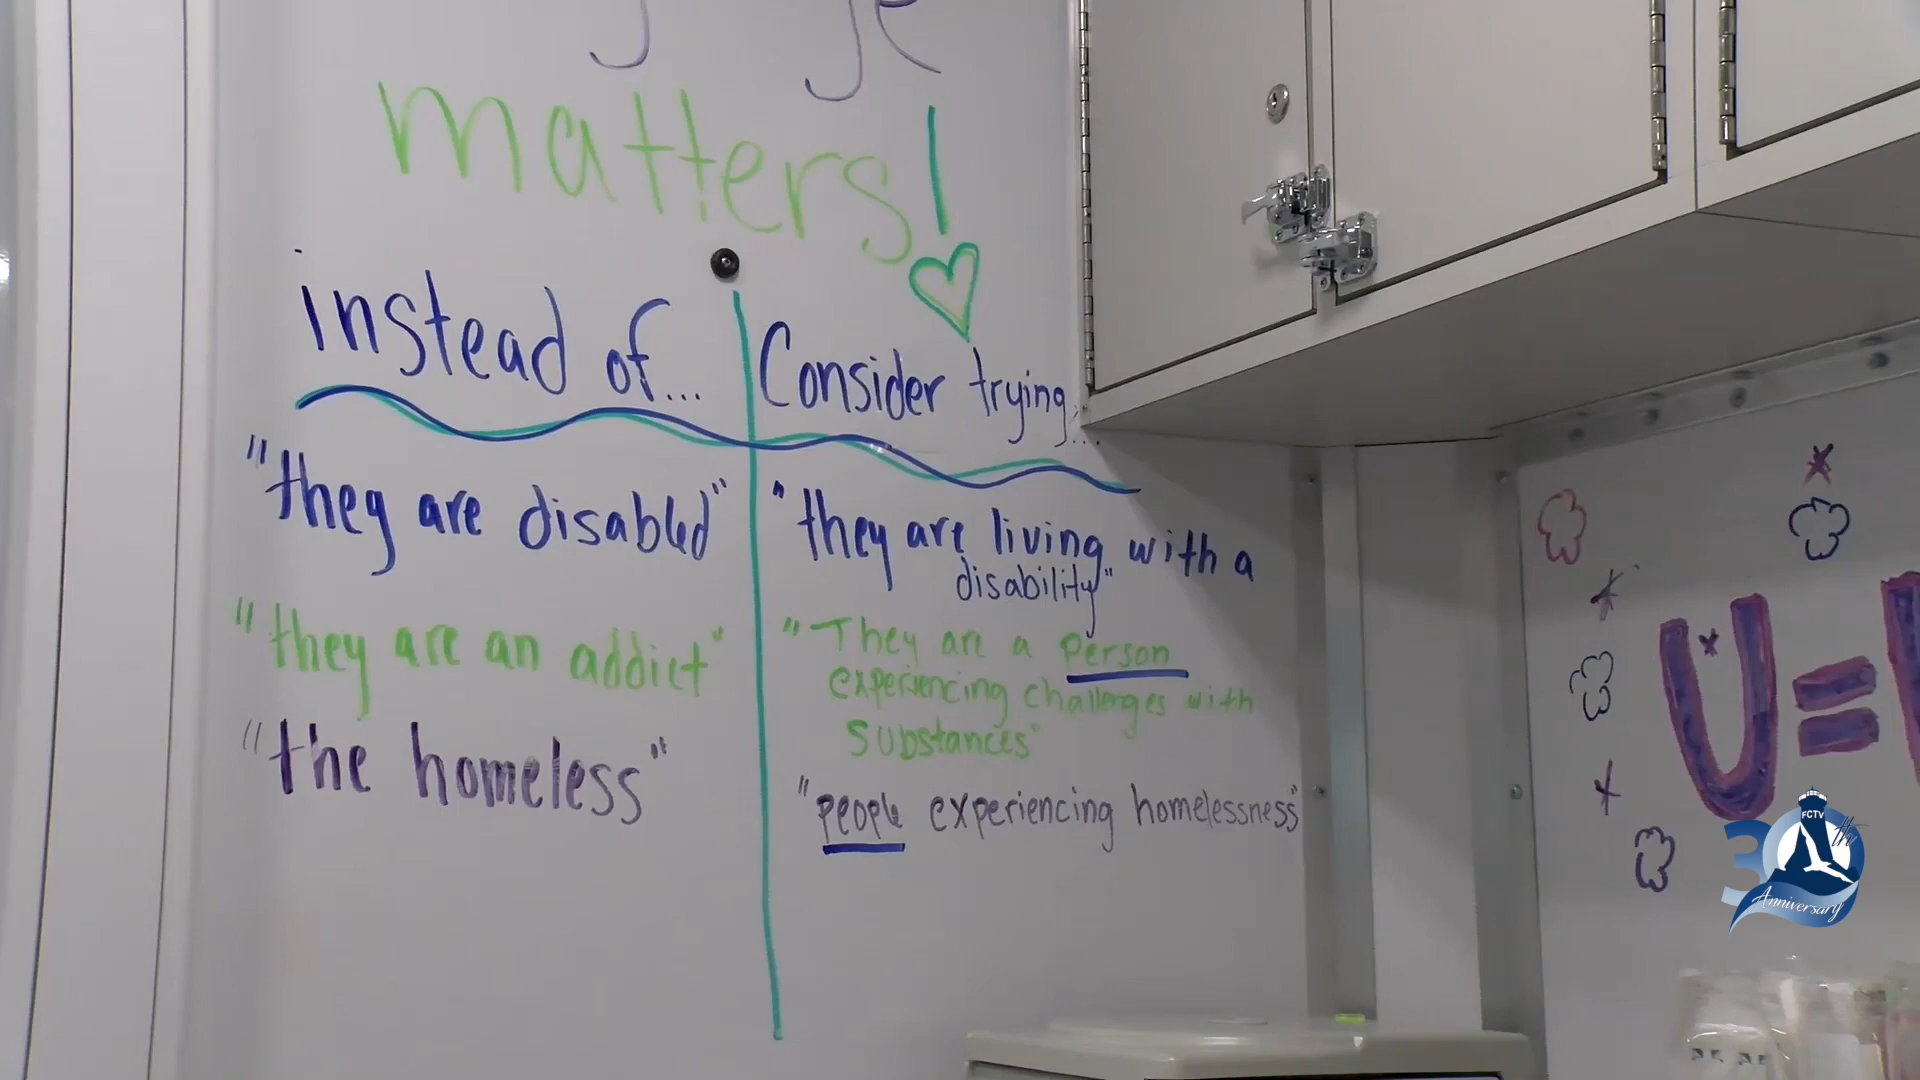 matters!
instead of...
Consider trying...
"they are disabled"
"they are living with a
disability"
"they are an addict"
"They are a person
experiencing challenges with
substances"
"the homeless"
"people experiencing homelessness"
U=
FCTV
30th
Anniversary